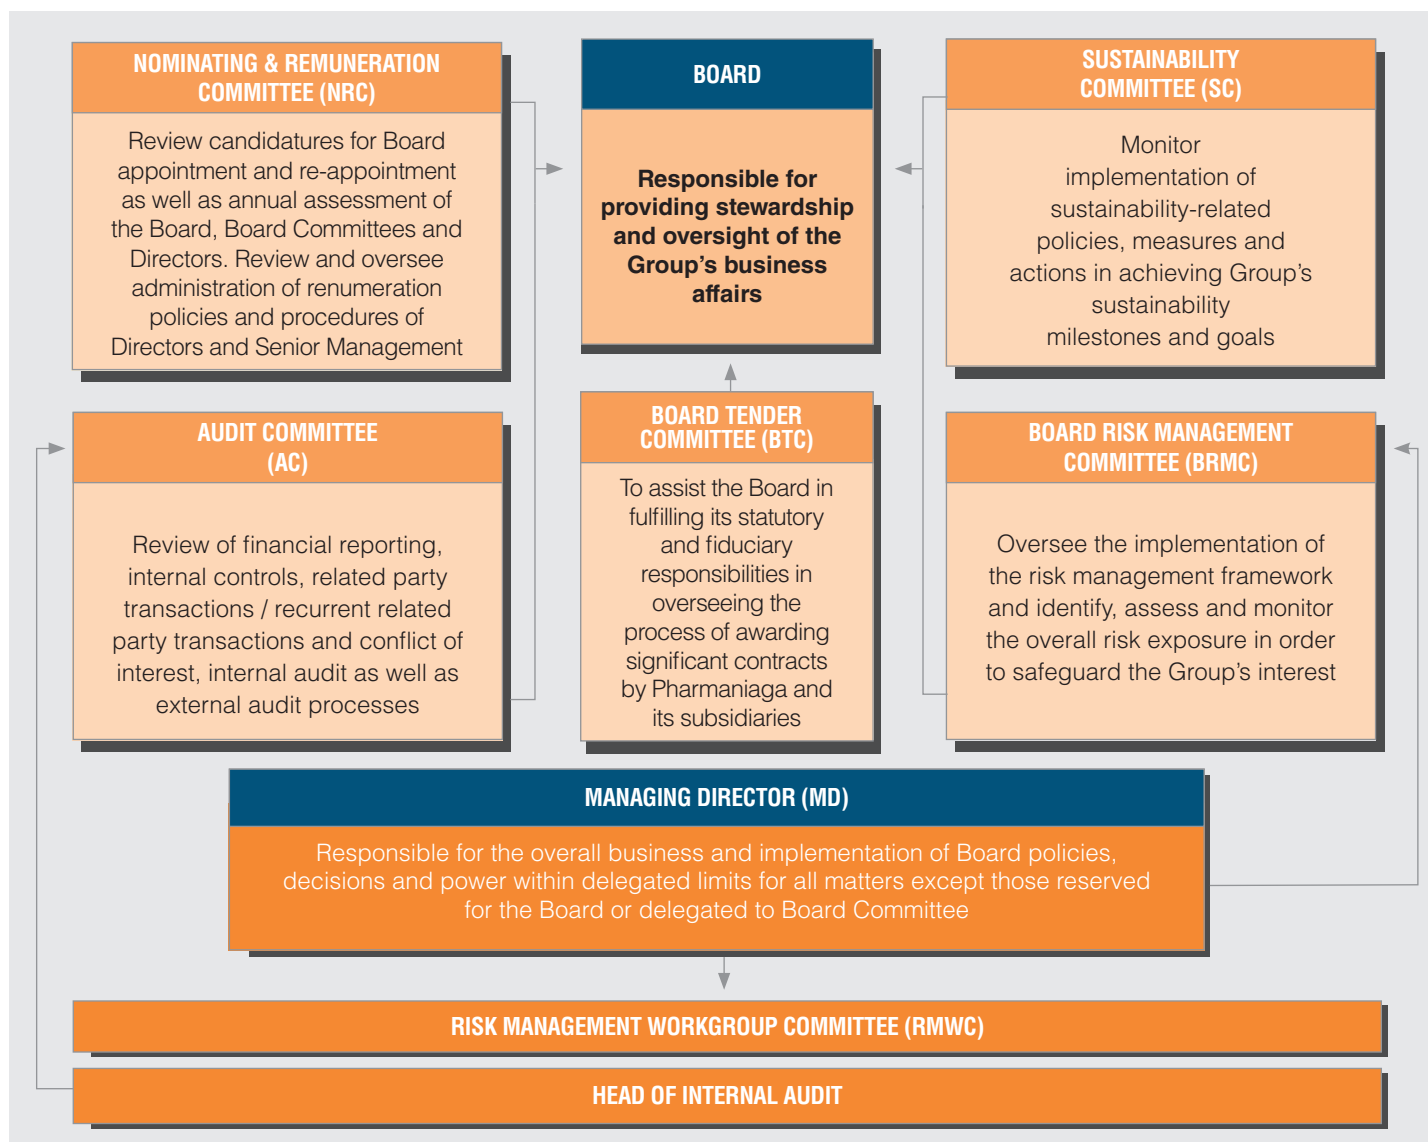 NOMINATING & REMUNERATION
COMMITTEE (NRC)
Review candidatures for Board
appointment and re-appointment
as well as annual assessment of
the Board, Board Committees and
Directors. Review and oversee
administration of renumeration
policies and procedures of
Directors and Senior Management
BOARD
Responsible for
providing stewardship
and oversight of the
Group’s business
affairs
SUSTAINABILITY
COMMITTEE (SC)
Monitor
implementation of
sustainability-related
policies, measures and
actions in achieving Group’s
sustainability
milestones and goals
AUDIT COMMITTEE
(AC)
Review of financial reporting,
internal controls, related party
transactions / recurrent related
party transactions and conflict of
interest, internal audit as well as
external audit processes
BOARD TENDER
COMMITTEE (BTC)
To assist the Board in
fulfilling its statutory
and fiduciary
responsibilities in
overseeing the
process of awarding
significant contracts
by Pharmaniaga and
its subsidiaries
BOARD RISK MANAGEMENT
COMMITTEE (BRMC)
Oversee the implementation of
the risk management framework
and identify, assess and monitor
the overall risk exposure in order
to safeguard the Group’s interest
MANAGING DIRECTOR (MD)
Responsible for the overall business and implementation of Board policies,
decisions and power within delegated limits for all matters except those reserved
for the Board or delegated to Board Committee
RISK MANAGEMENT WORKGROUP COMMITTEE (RMWC)
HEAD OF INTERNAL AUDIT